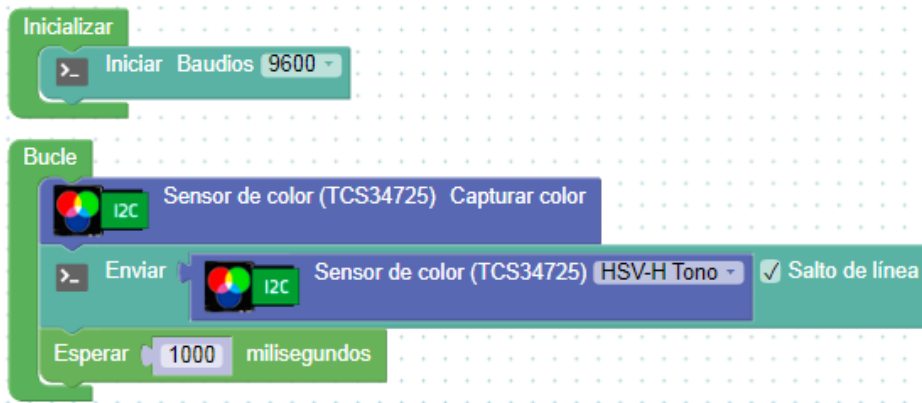 Inicializar
>_ Iniciar Baudios 9600
Bucle
I2C Sensor de color (TCS34725) Capturar color
>_ Enviar I2C Sensor de color (TCS34725) HSV-H Tono Salto de línea
Esperar 1000 milisegundos